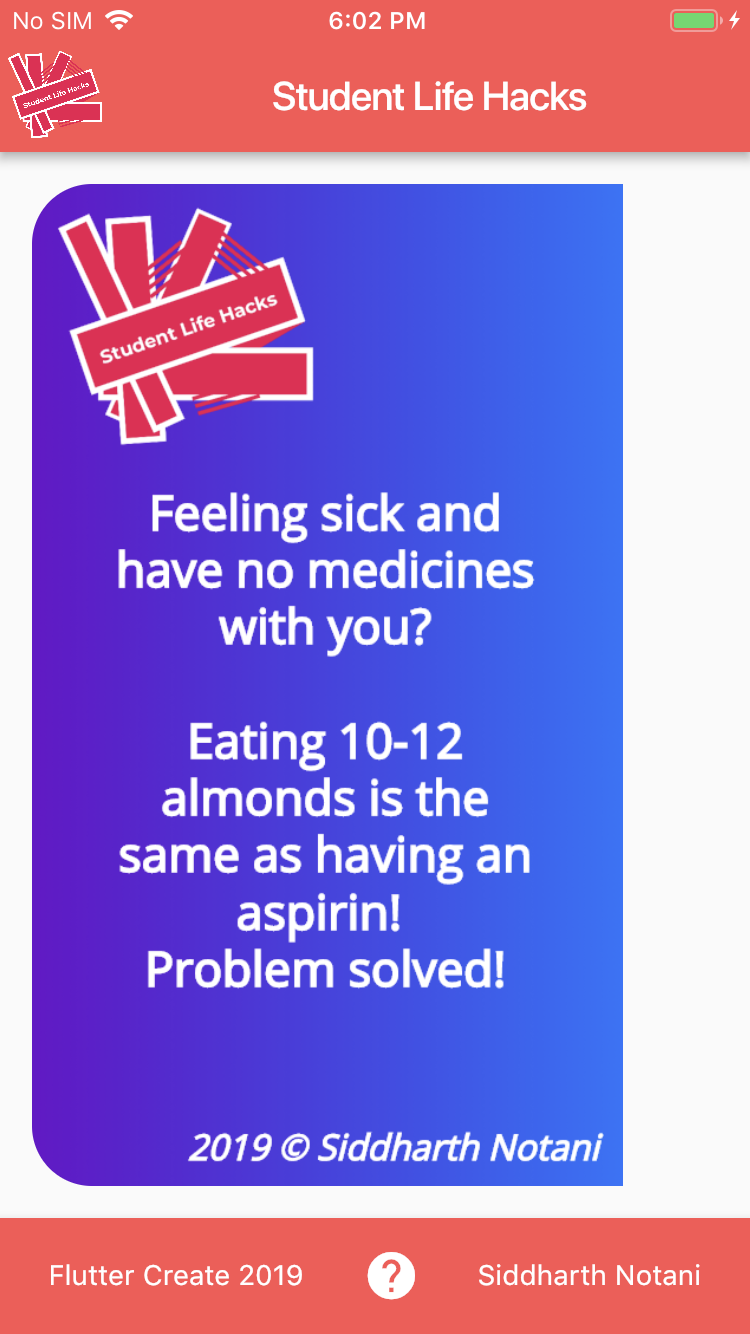 No SIM 6:02 PM
Student Life Hacks
Student Life Hacks
Student Life Hacks
Feeling sick and
have no medicines
with you?
Eating 10-12
almonds is the
same as having an
aspirin!
Problem solved!
2019 © Siddharth Notani
Flutter Create 2019 ? Siddharth Notani